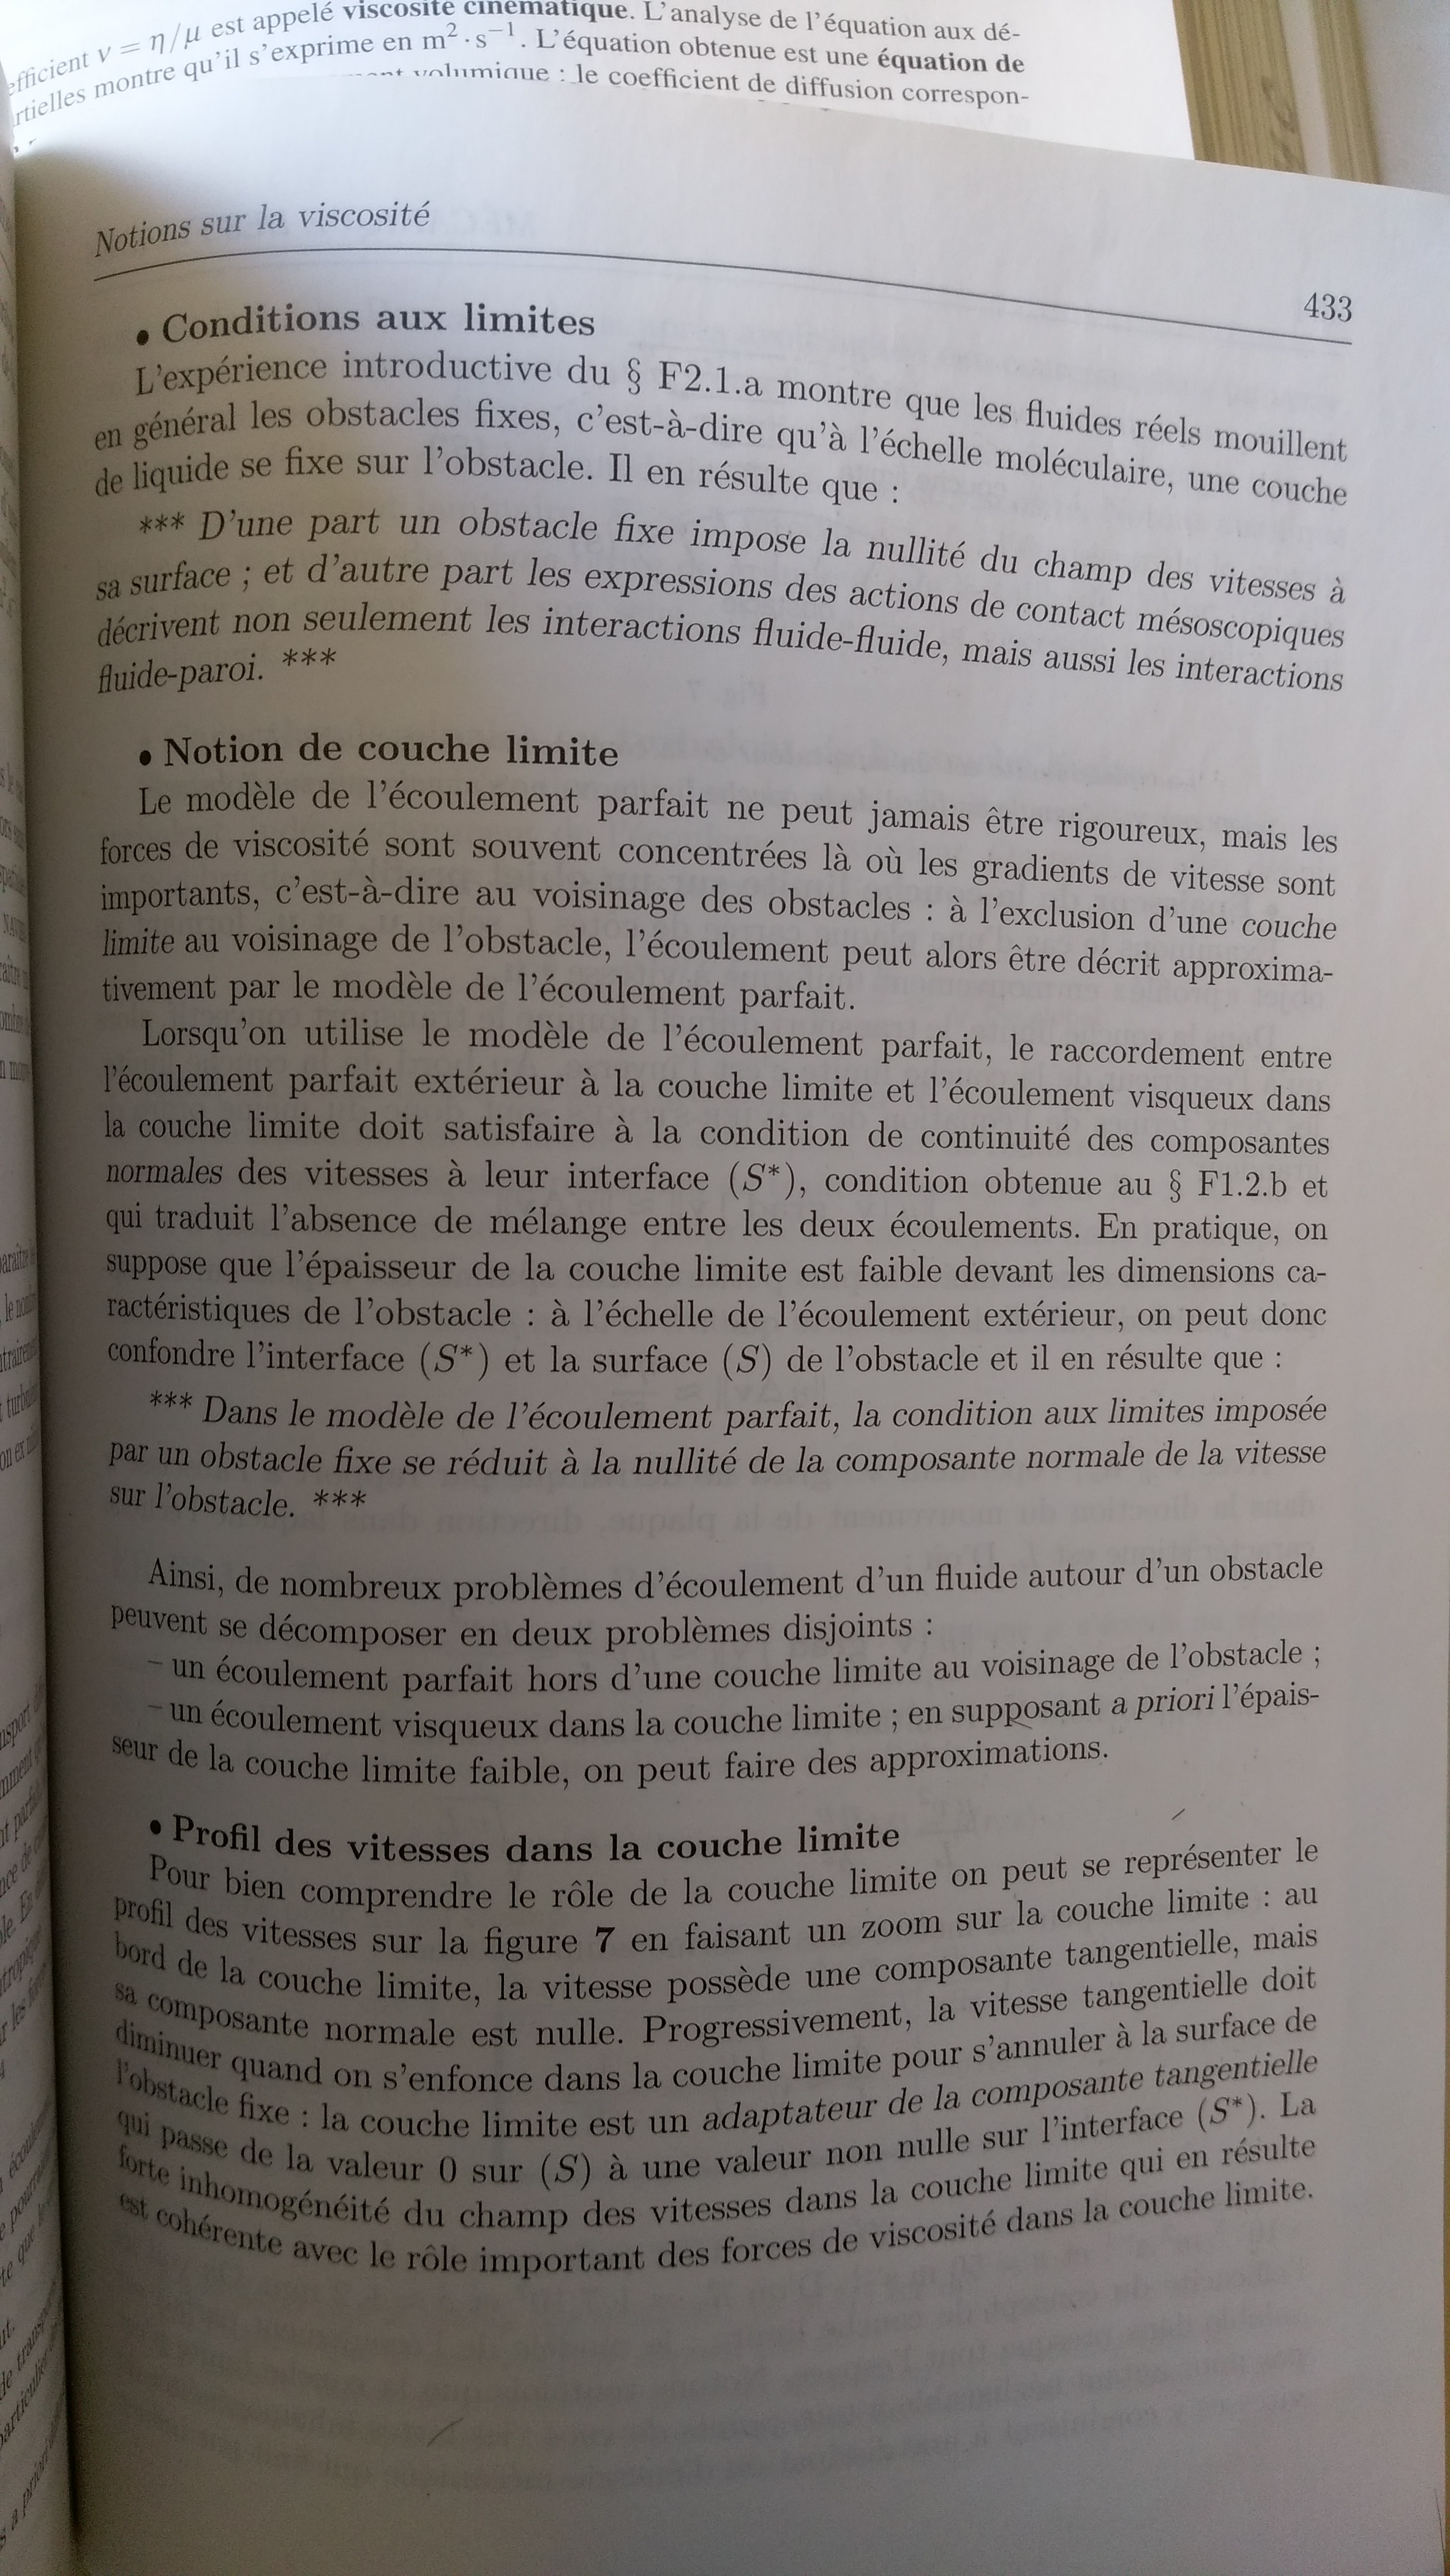 efficient ν = η/μ est appelé viscosité cinématique. L'analyse de l'équation aux dé-
rtielles montre qu'il s'exprime en m²·s⁻¹. L'équation obtenue est une équation de
volumique : le coefficient de diffusion correspon-
Notions sur la viscosité
433
• Conditions aux limites
L'expérience introductive du § F2.1.a montre que les fluides réels mouillent
en général les obstacles fixes, c'est-à-dire qu'à l'échelle moléculaire, une couche
de liquide se fixe sur l'obstacle. Il en résulte que :
*** D'une part un obstacle fixe impose la nullité du champ des vitesses à
sa surface ; et d'autre part les expressions des actions de contact mésoscopiques
décrivent non seulement les interactions fluide-fluide, mais aussi les interactions
fluide-paroi. ***
• Notion de couche limite
Le modèle de l'écoulement parfait ne peut jamais être rigoureux, mais les
forces de viscosité sont souvent concentrées là où les gradients de vitesse sont
importants, c'est-à-dire au voisinage des obstacles : à l'exclusion d'une couche
limite au voisinage de l'obstacle, l'écoulement peut alors être décrit approxima-
tivement par le modèle de l'écoulement parfait.
Lorsqu'on utilise le modèle de l'écoulement parfait, le raccordement entre
l'écoulement parfait extérieur à la couche limite et l'écoulement visqueux dans
la couche limite doit satisfaire à la condition de continuité des composantes
normales des vitesses à leur interface (S*), condition obtenue au § F1.2.b et
qui traduit l'absence de mélange entre les deux écoulements. En pratique, on
suppose que l'épaisseur de la couche limite est faible devant les dimensions ca-
ractéristiques de l'obstacle : à l'échelle de l'écoulement extérieur, on peut donc
confondre l'interface (S*) et la surface (S) de l'obstacle et il en résulte que :
*** Dans le modèle de l'écoulement parfait, la condition aux limites imposée
par un obstacle fixe se réduit à la nullité de la composante normale de la vitesse
sur l'obstacle. ***
Ainsi, de nombreux problèmes d'écoulement d'un fluide autour d'un obstacle
peuvent se décomposer en deux problèmes disjoints :
– un écoulement parfait hors d'une couche limite au voisinage de l'obstacle ;
– un écoulement visqueux dans la couche limite ; en supposant a priori l'épais-
seur de la couche limite faible, on peut faire des approximations.
• Profil des vitesses dans la couche limite
Pour bien comprendre le rôle de la couche limite on peut se représenter le
profil des vitesses sur la figure 7 en faisant un zoom sur la couche limite : au
bord de la couche limite, la vitesse possède une composante tangentielle, mais
sa composante normale est nulle. Progressivement, la vitesse tangentielle doit
diminuer quand on s'enfonce dans la couche limite pour s'annuler à la surface de
l'obstacle fixe : la couche limite est un adaptateur de la composante tangentielle
qui passe de la valeur 0 sur (S) à une valeur non nulle sur l'interface (S*). La
forte inhomogénéité du champ des vitesses dans la couche limite qui en résulte
est cohérente avec le rôle important des forces de viscosité dans la couche limite.